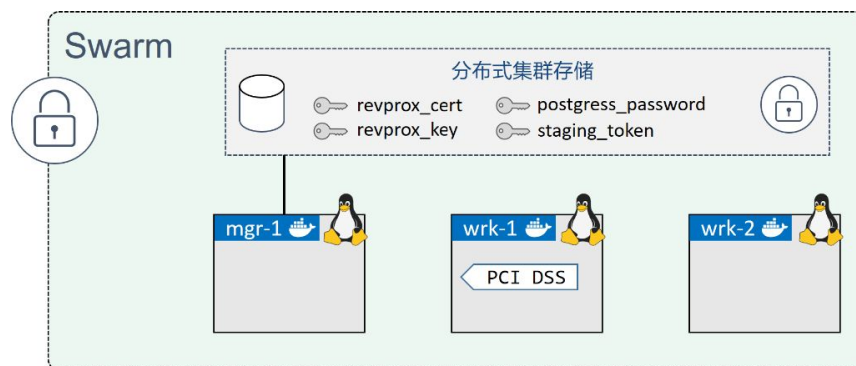 Swarm
分布式集群存储
revprox_cert postgress_password
revprox_key staging_token
mgr-1 wrk-1 wrk-2
PCI DSS